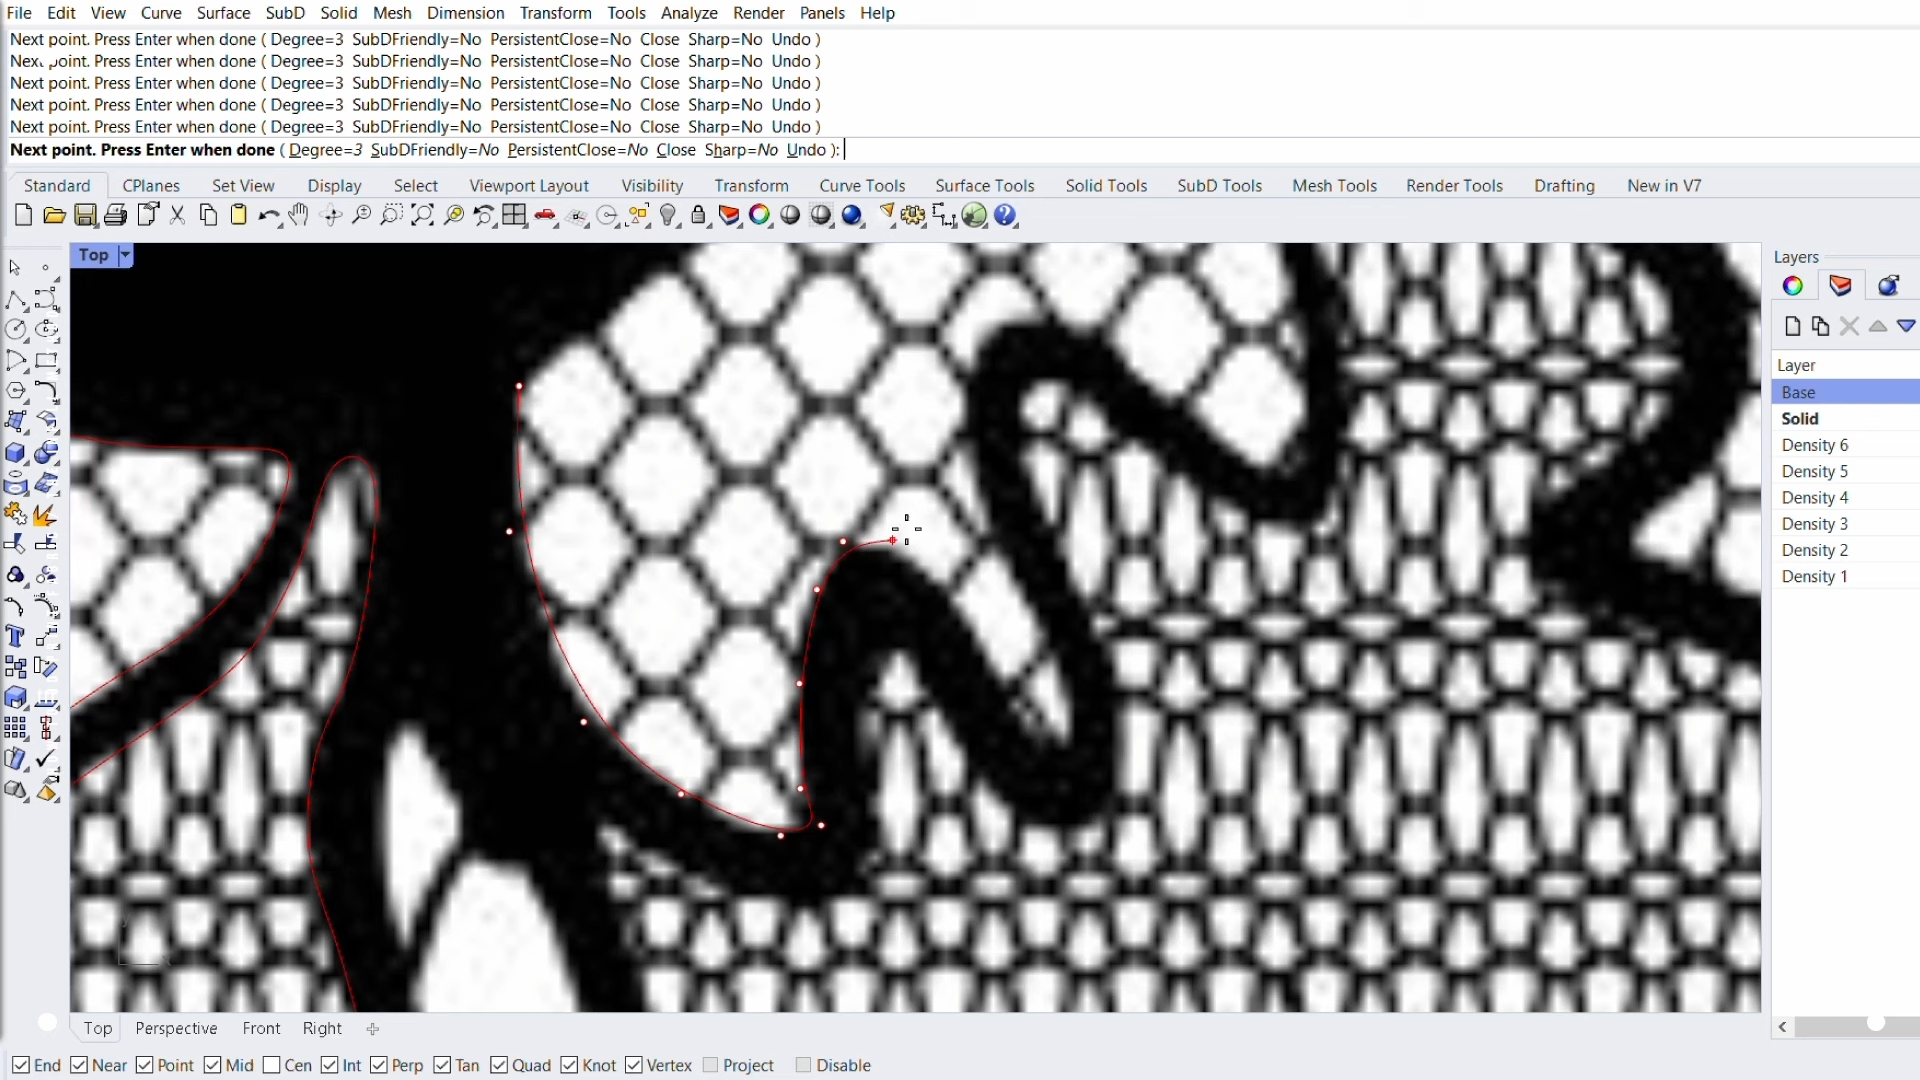 File Edit View Curve Surface SubD Solid Mesh Dimension Transform Tools Analyze Render Panels Help
Next point. Press Enter when done ( Degree=3 SubDFriendly=No PersistentClose=No Close Sharp=No Undo )
point. Press Enter when done ( Degree=3 SubDFriendly=No PersistentClose=No Close Sharp=No Undo )
Next point. Press Enter when done ( Degree=3 SubDFriendly=No PersistentClose=No Close Sharp=No Undo )
Next point. Press Enter when done ( Degree=3 SubDFriendly=No PersistentClose=No Close Sharp=No Undo )
Next point. Press Enter when done ( Degree=3 SubDFriendly=No PersistentClose=No Close Sharp=No Undo )
Next point. Press Enter when done ( Degree=3 SubDFriendly=No PersistentClose=No Close Sharp=No Undo ):
Standard CPlanes Set View Display Select Viewport Layout Visibility Transform Curve Tools Surface Tools Solid Tools SubD Tools Mesh Tools Render Tools Drafting New in V7
Top
Layers
Layer
Base
Solid
Density 6
Density 5
Density 4
Density 3
Density 2
Density 1
Top Perspective Front Right
End Near Point Mid Cen Int Perp Tan Quad Knot Vertex Project Disable